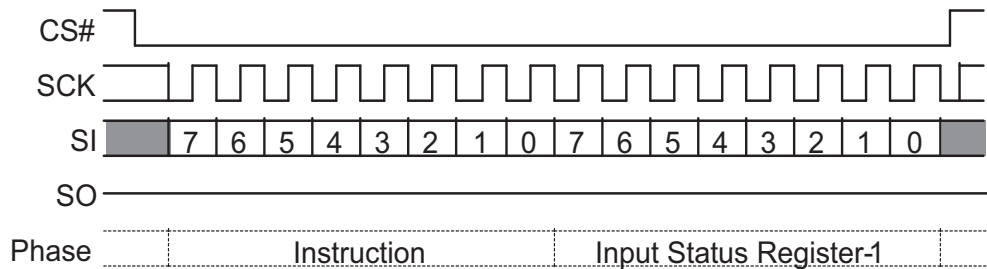 CS#
SCK
SI 7 6 5 4 3 2 1 0 7 6 5 4 3 2 1 0
SO
Phase Instruction Input Status Register-1